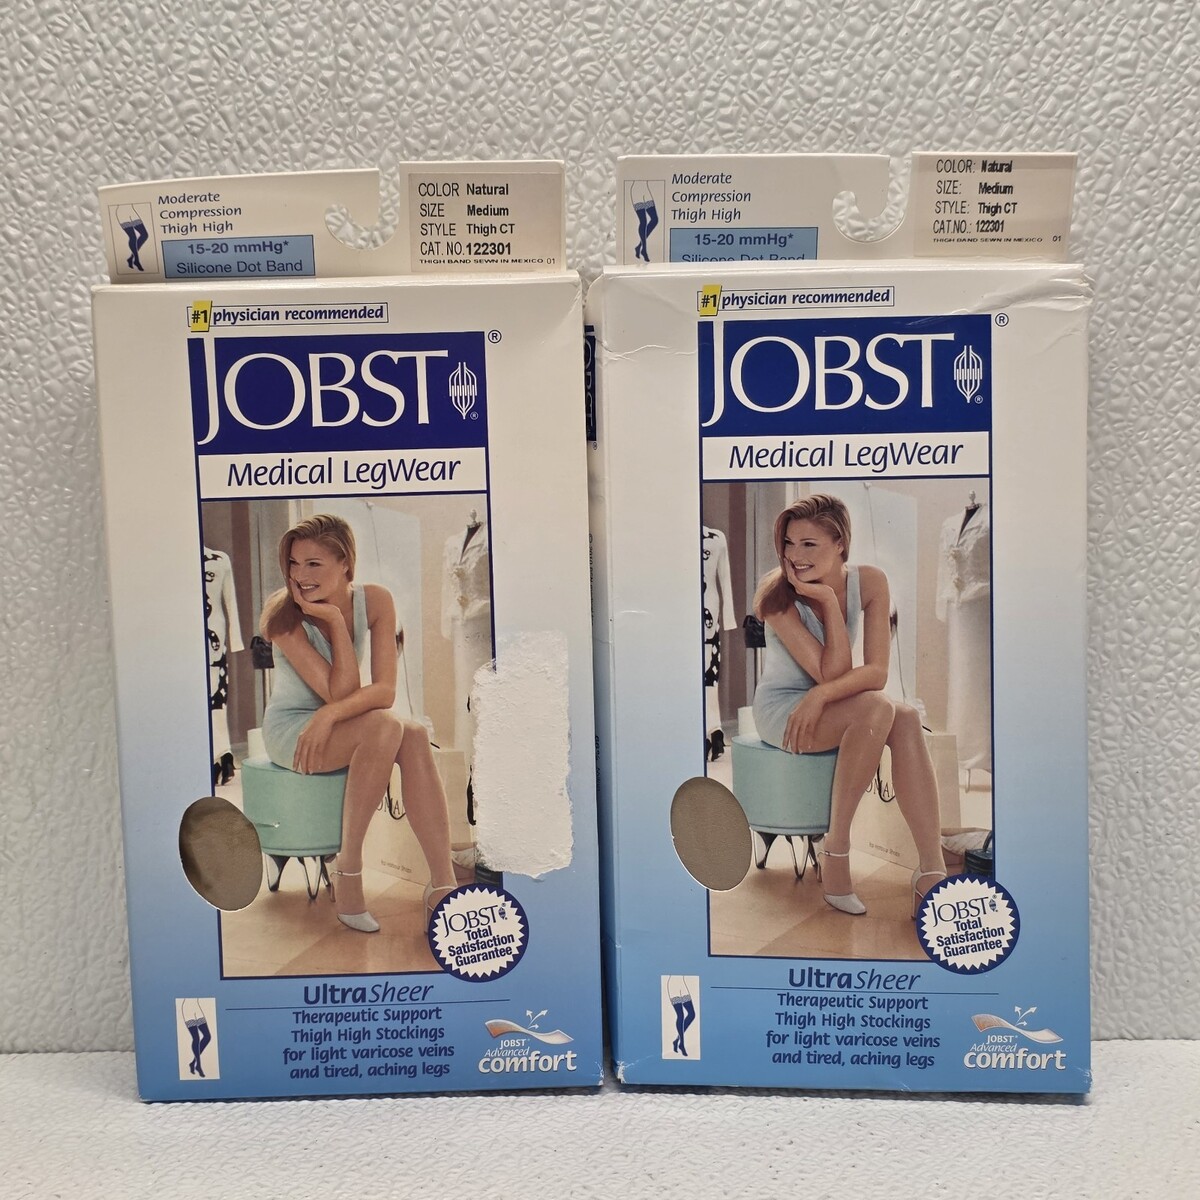 Moderate
Compression
Thigh High
15-20 mmHg*
Silicone Dot Band
COLOR Natural
SIZE Medium
STYLE Thigh CT
CAT. NO. 122301
THIGH BAND SEWN IN MEXICO 01
#1 physician recommended
JOBST ®
®
Medical LegWear
JOBST
Total
Satisfaction
Guarantee
UltraSheer
Therapeutic Support
Thigh High Stockings
for light varicose veins
and tired, aching legs
JOBST®
Advanced
comfort
Moderate
Compression
Thigh High
15-20 mmHg*
Silicone Dot Band
COLOR: Natural
SIZE: Medium
STYLE: Thigh CT
CAT. NO.: 122301
THIGH BAND SEWN IN MEXICO 01
#1 physician recommended
JOBST ®
®
Medical LegWear
JOBST
Total
Satisfaction
Guarantee
UltraSheer
Therapeutic Support
Thigh High Stockings
for light varicose veins
and tired, aching legs
JOBST®
Advanced
comfort